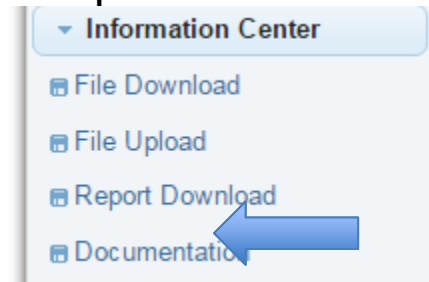 Information Center
File Download
File Upload
Report Download
Documentation